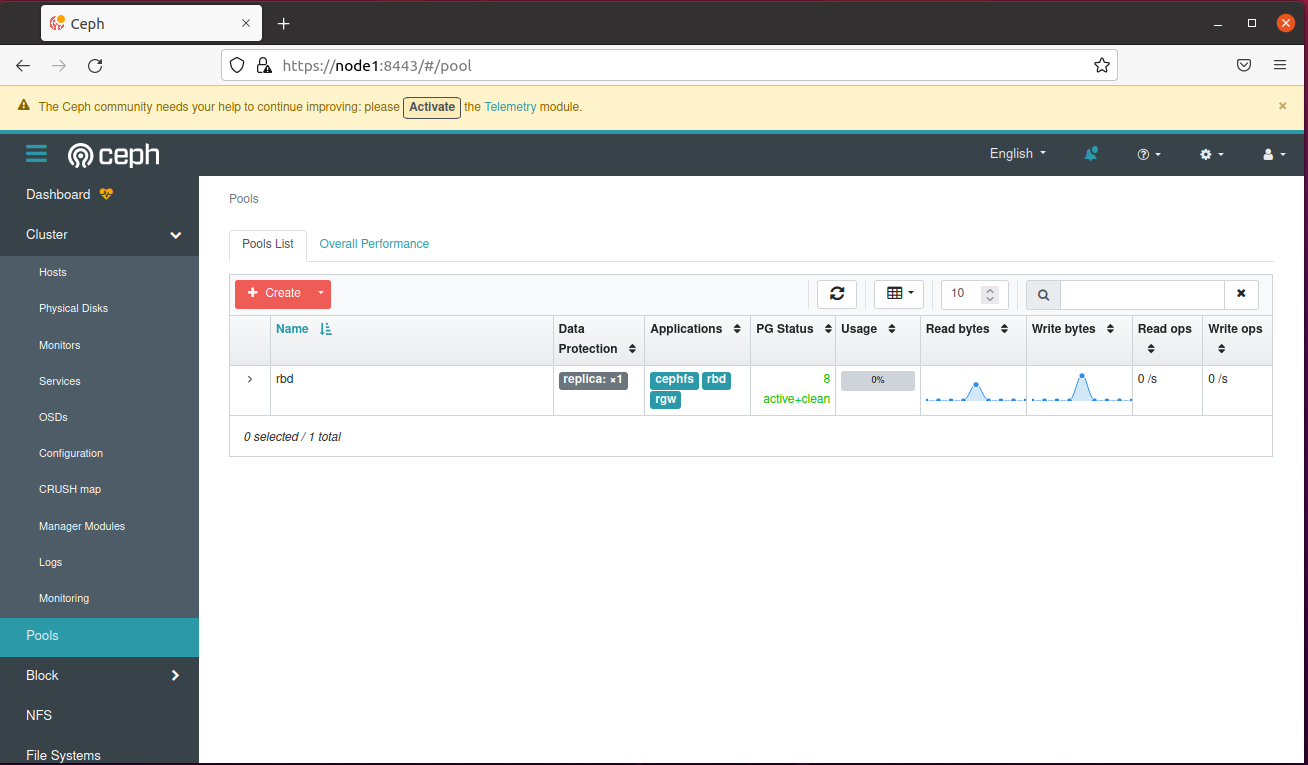 Ceph
https://node1:8443/#/pool
The Ceph community needs your help to continue improving: please Activate the Telemetry module.
ceph
English
Dashboard
Cluster
Hosts
Physical Disks
Monitors
Services
OSDs
Configuration
CRUSH map
Manager Modules
Logs
Monitoring
Pools
Block
NFS
File Systems
Pools
Pools List Overall Performance
Create 10
Name Data Protection Applications PG Status Usage Read bytes Write bytes Read ops Write ops
rbd replica: ×1 cephfs rbd rgw 8 active+clean 0% 0 /s 0 /s
0 selected / 1 total